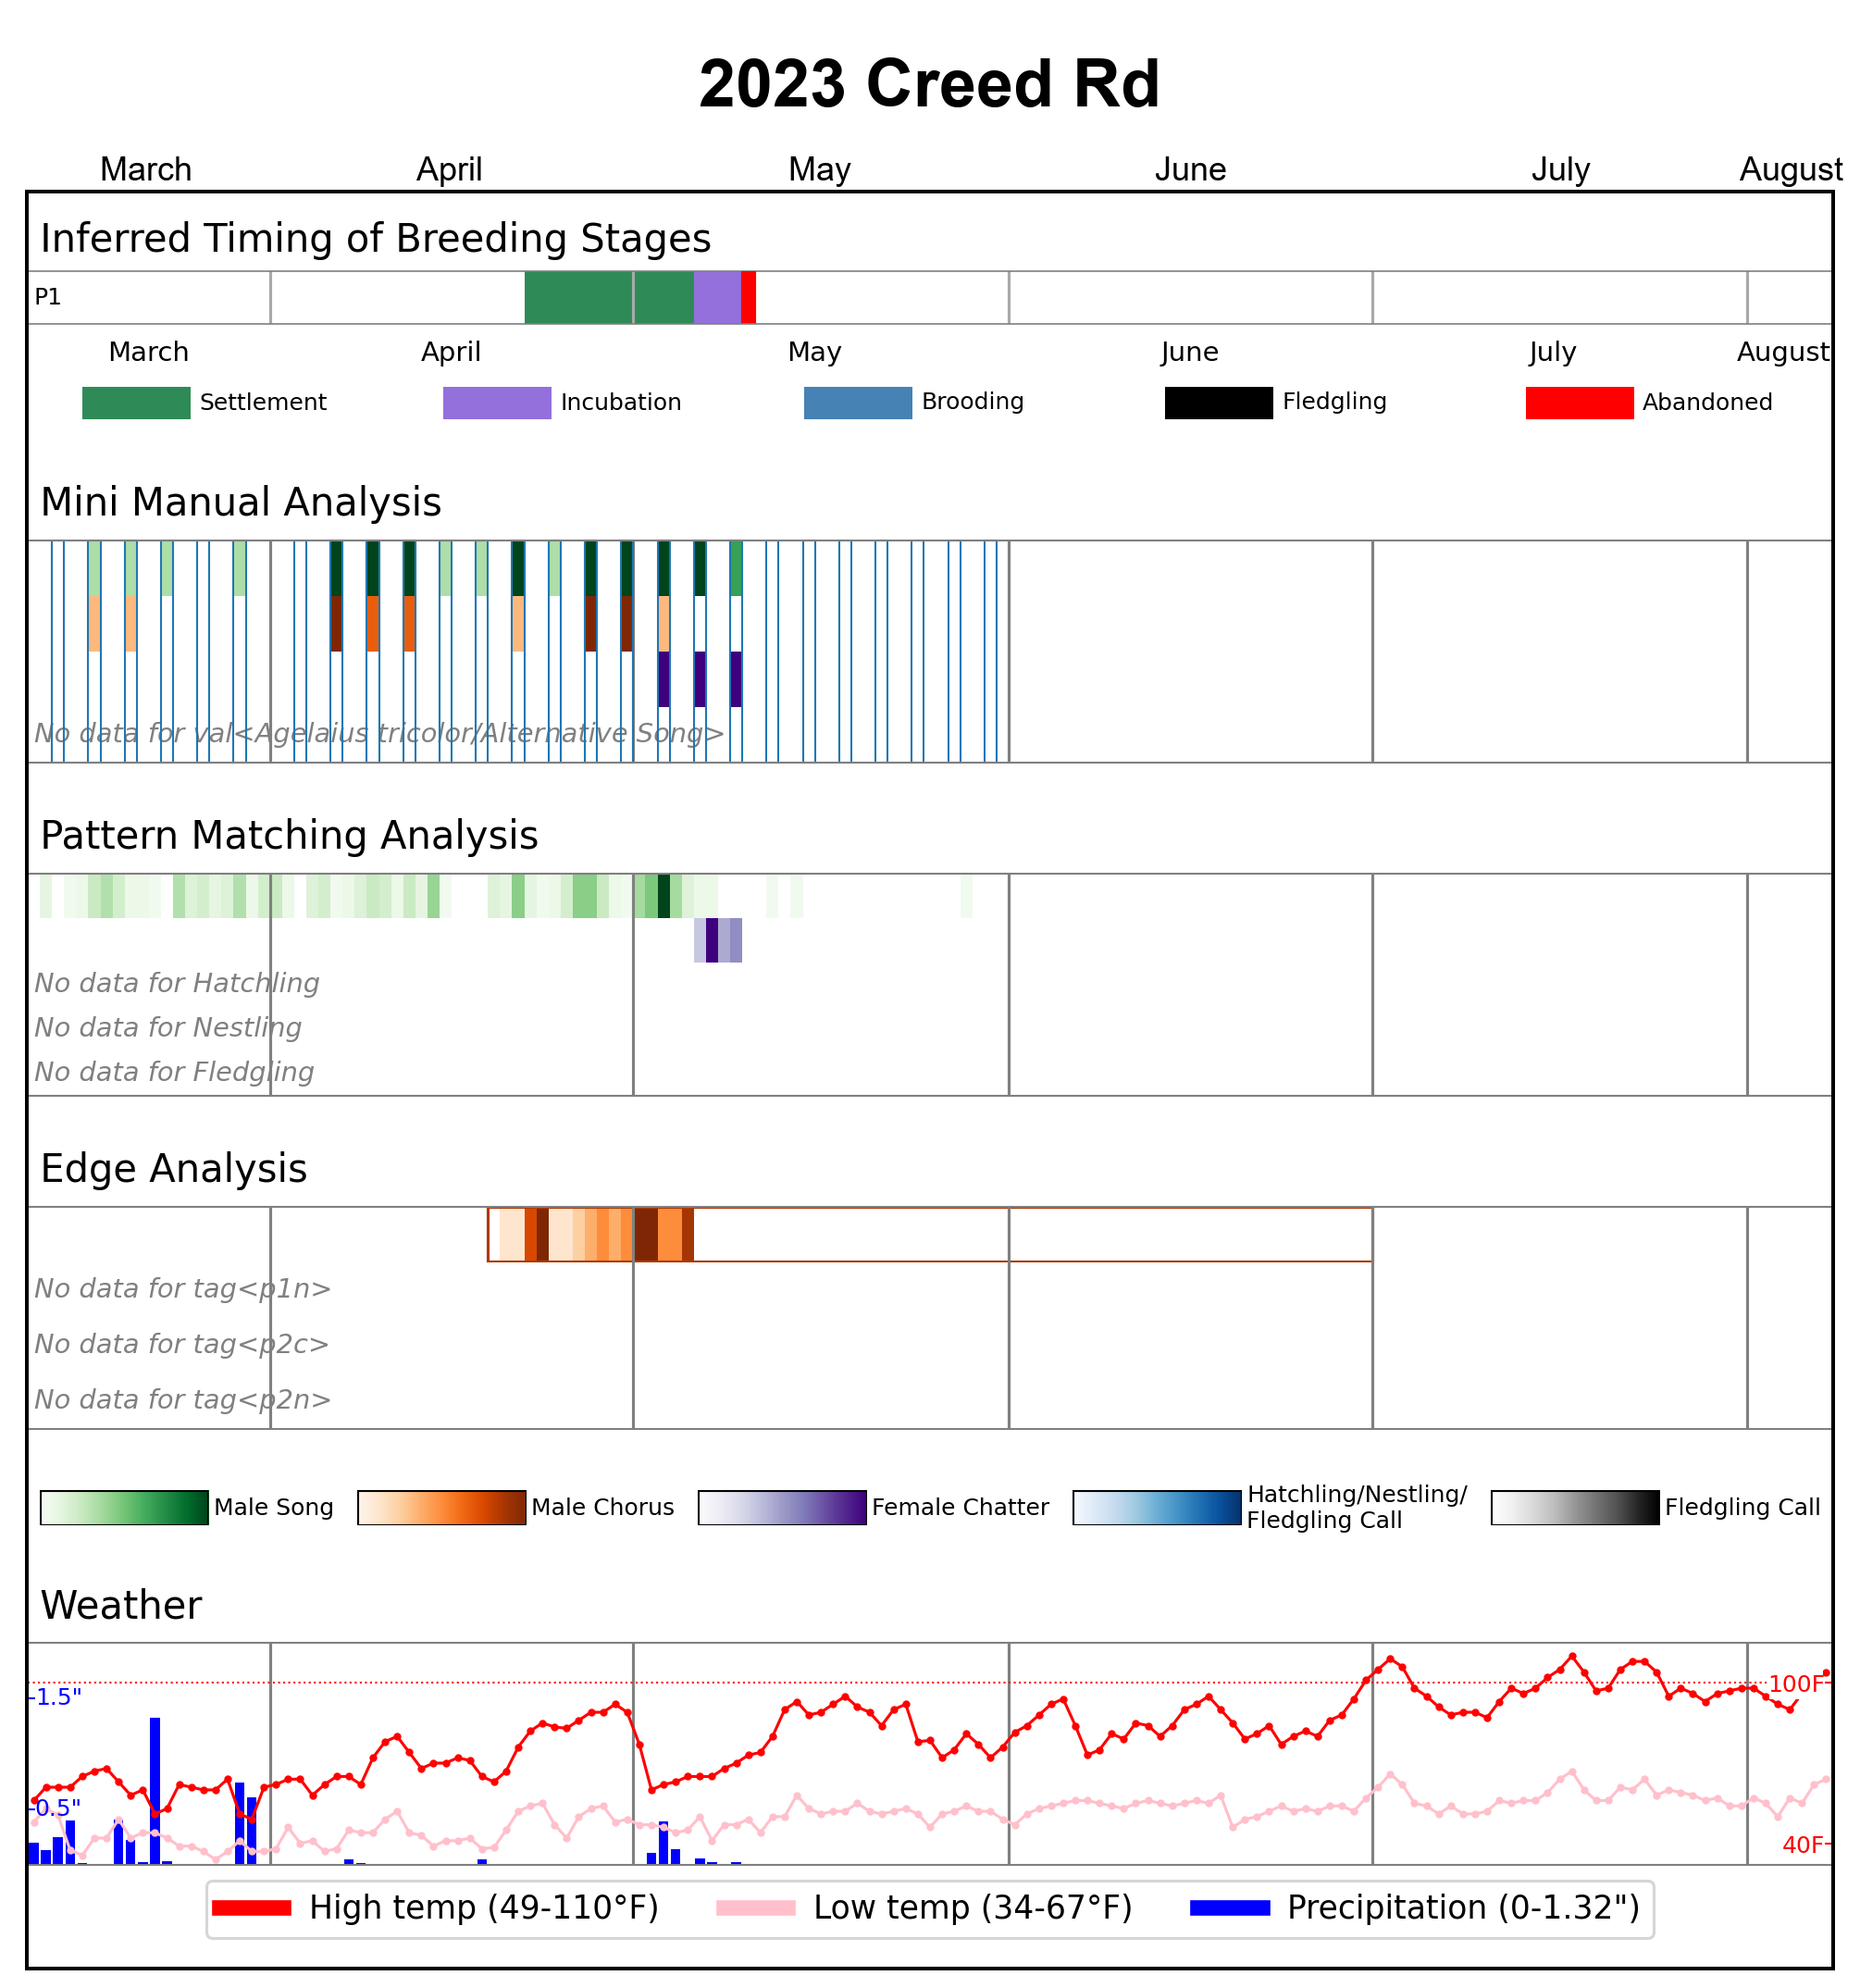 2023 Creed Rd
March April May June July August
Inferred Timing of Breeding Stages
P1
March April May June July August
Settlement Incubation Brooding Fledgling Abandoned
Mini Manual Analysis
No data for val<Agelaius tricolor/Alternative Song>
Pattern Matching Analysis
No data for Hatchling
No data for Nestling
No data for Fledgling
Edge Analysis
No data for tag<p1n>
No data for tag<p2c>
No data for tag<p2n>
Male Song Male Chorus Female Chatter Hatchling/Nestling/
Fledgling Call Fledgling Call
Weather
1.5" 100F
0.5"
40F
High temp (49-110°F) Low temp (34-67°F) Precipitation (0-1.32")